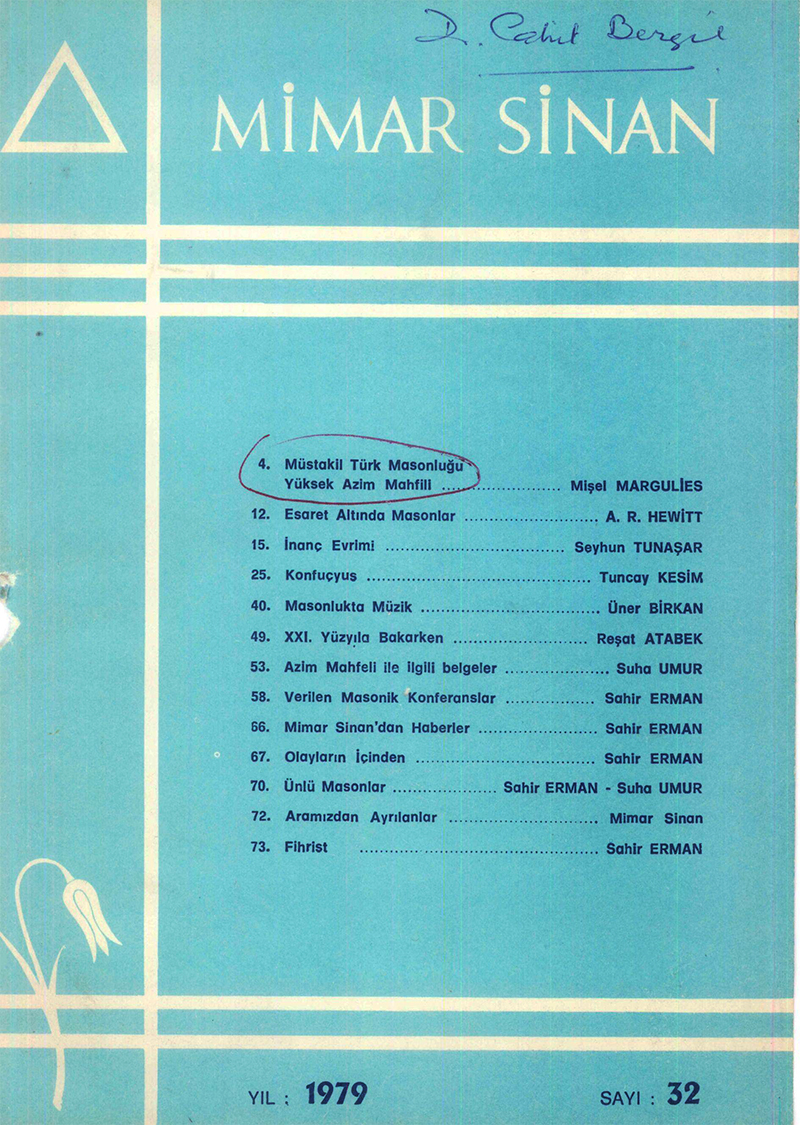 D. Cahit Bergil
MİMAR SİNAN
4. Müstakil Türk Masonluğu
Yüksek Azim Mahfili .................. Mişel MARGULİES
12. Esaret Altında Masonlar .......................... A. R. HEWİTT
15. İnanç Evrimi .................................. Seyhun TUNAŞAR
25. Konfuçyus .......................................... Tuncay KESİM
40. Masonlukta Müzik .................................. Üner BİRKAN
49. XXI. Yüzyıla Bakarken ......................... Reşat ATABEK
53. Azim Mahfeli ile ilgili belgeler .................... Suha UMUR
58. Verilen Masonik Konferanslar ................. Sahir ERMAN
66. Mimar Sinan'dan Haberler ....................... Sahir ERMAN
67. Olayların İçinden .................................. Sahir ERMAN
70. Ünlü Masonlar .................... Sahir ERMAN - Suha UMUR
72. Aramızdan Ayrılanlar ............................. Mimar Sinan
73. Fihrist ............................................. Sahir ERMAN
YIL : 1979 SAYI : 32